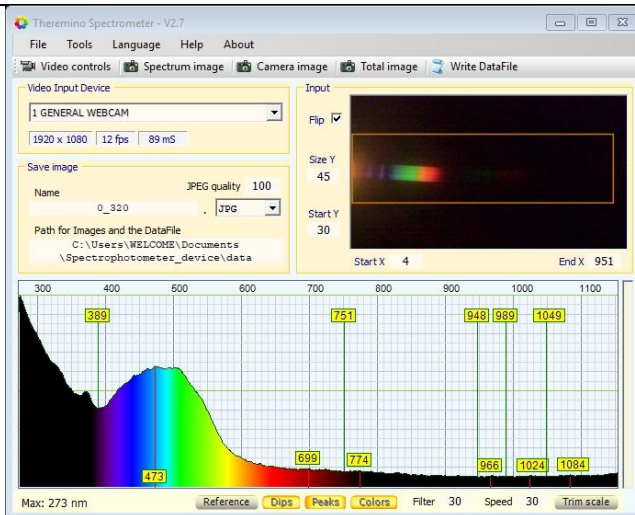 Theremino Spectrometer - V2.7
File Tools Language Help About
Video controls Spectrum image Camera image Total image Write DataFile
Video Input Device
1 GENERAL WEBCAM
1920 x 1080 12 fps 89 mS
Save image
Name JPEG quality 100
0_320 . JPG
Path for Images and the DataFile
C:\Users\WELCOME\Documents
\Spectrophotometer_device\data
Input
Flip
Size Y
45
Start Y
30
Start X 4 End X 951
300 400 500 600 700 800 900 1000 1100
389 751 948 989 1049
473 699 774 966 1024 1084
Max: 273 nm Reference Dips Peaks Colors Filter 30 Speed 30 Trim scale